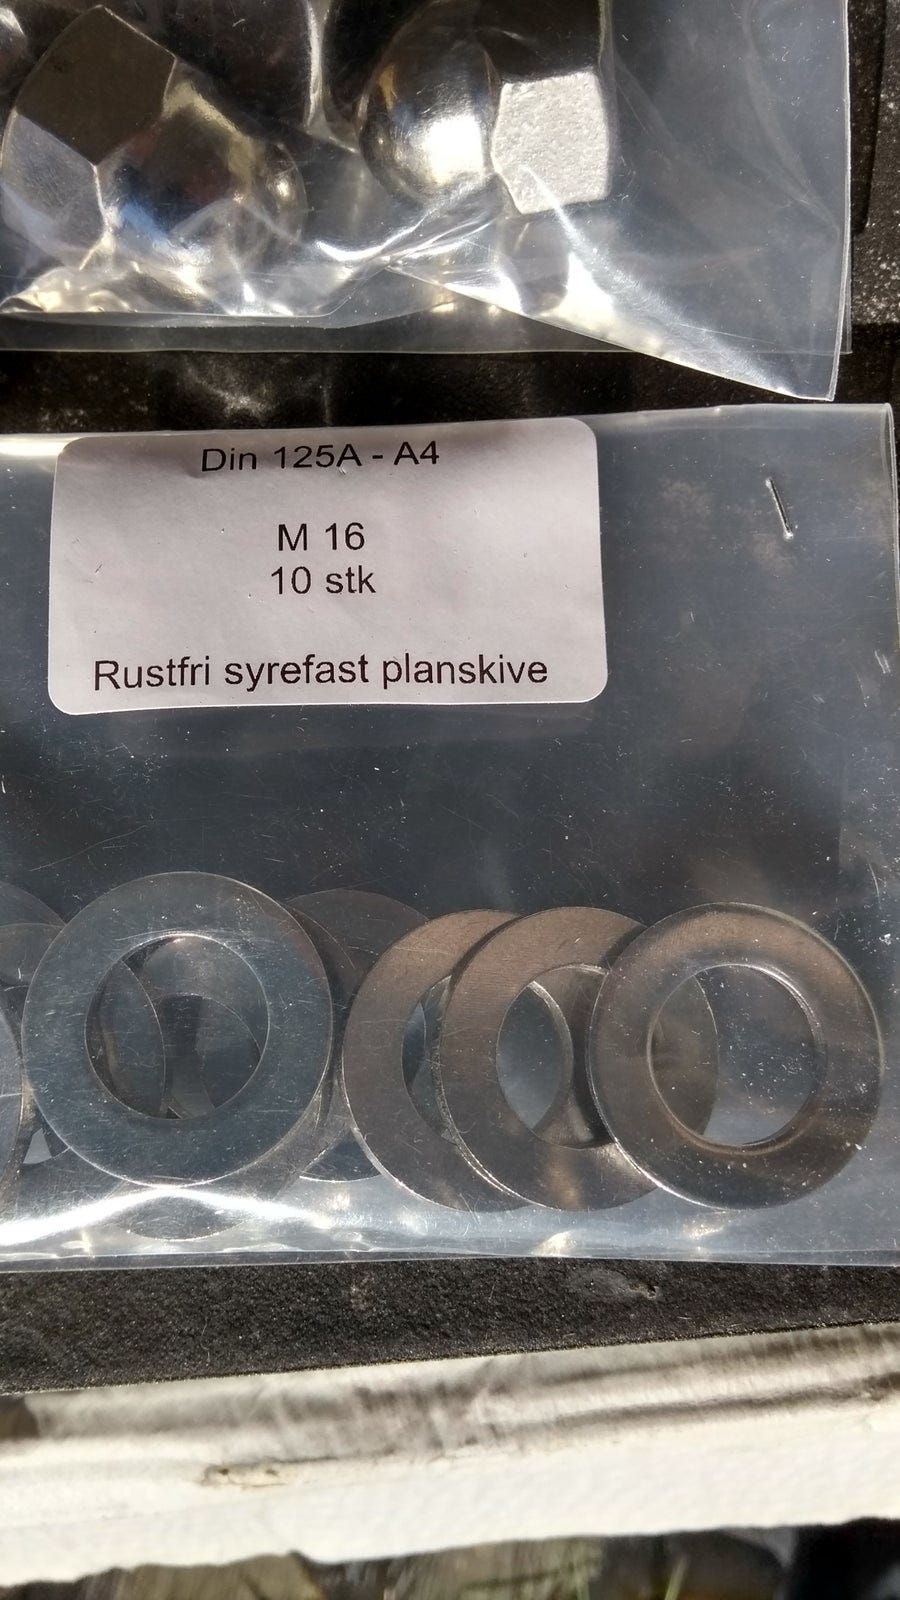 Din 125A - A4
M 16
10 stk
Rustfri syrefast planskive